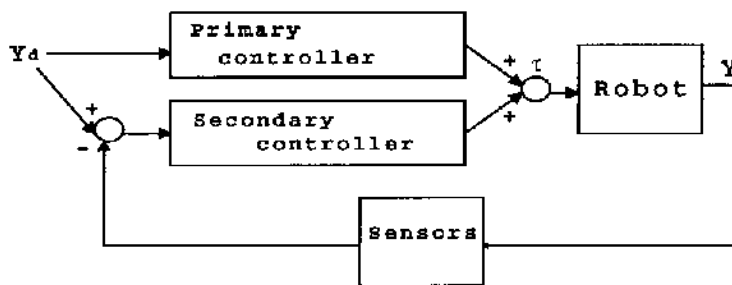 Primary
controller
Yd
+
τ
Y
Robot
+
+
-
Secondary
controller
Sensors